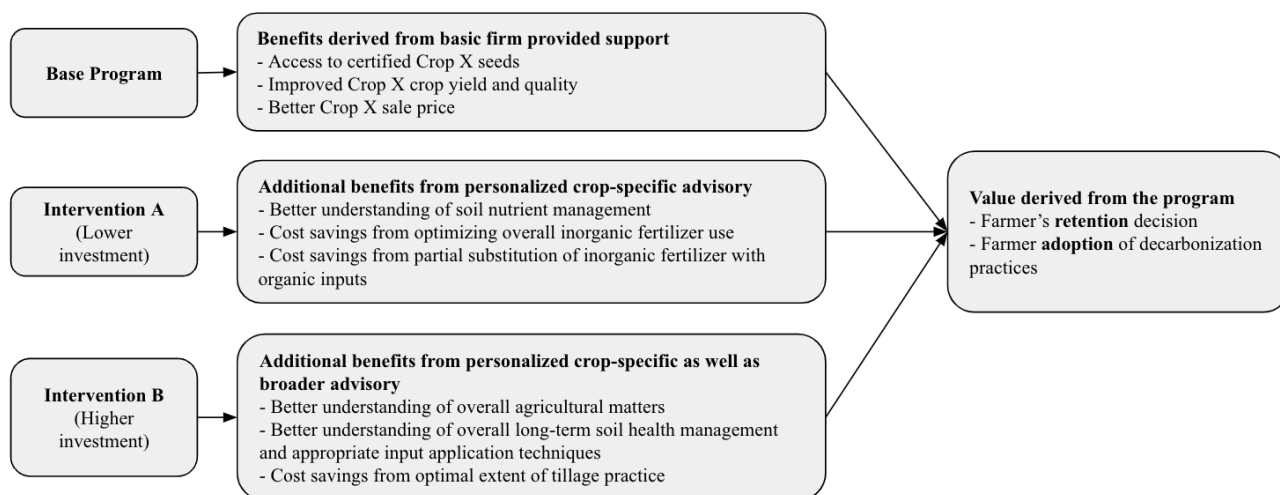 Base Program
Benefits derived from basic firm provided support
- Access to certified Crop X seeds
- Improved Crop X crop yield and quality
- Better Crop X sale price
Intervention A
(Lower
investment)
Additional benefits from personalized crop-specific advisory
- Better understanding of soil nutrient management
- Cost savings from optimizing overall inorganic fertilizer use
- Cost savings from partial substitution of inorganic fertilizer with
organic inputs
Intervention B
(Higher
investment)
Additional benefits from personalized crop-specific as well as
broader advisory
- Better understanding of overall agricultural matters
- Better understanding of overall long-term soil health management
and appropriate input application techniques
- Cost savings from optimal extent of tillage practice
Value derived from the program
- Farmer's retention decision
- Farmer adoption of decarbonization
practices